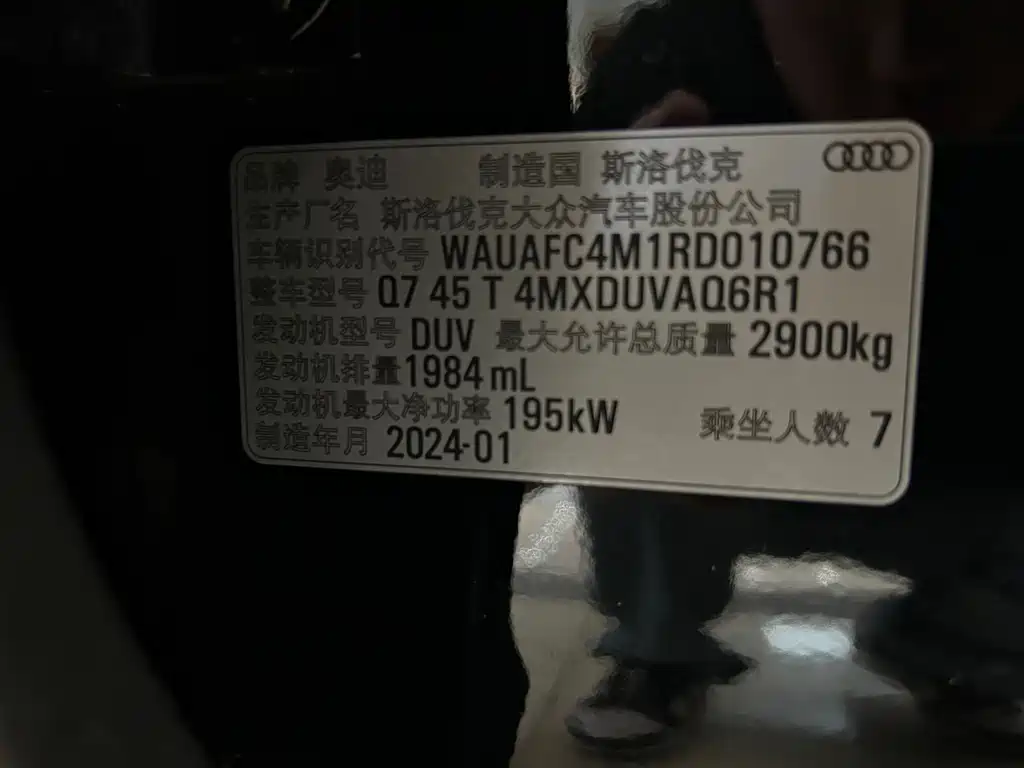 品牌 奥迪 制造国 斯洛伐克
生产厂名 斯洛伐克大众汽车股份公司
车辆识别代号 WAUAFC4M1RD010766
整车型号 Q7 45 T 4MXDUVAQ6R1
发动机型号 DUV 最大允许总质量 2900kg
发动机排量 1984 mL
发动机最大净功率 195kW 乘坐人数 7
制造年月 2024-01